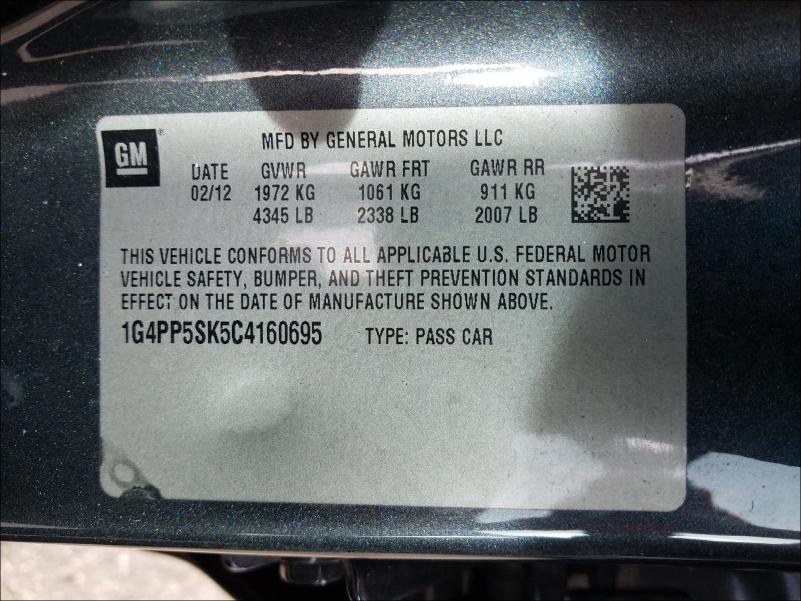 GM
MFD BY GENERAL MOTORS LLC
DATE GVWR GAWR FRT GAWR RR
02/12 1972 KG 1061 KG 911 KG
4345 LB 2338 LB 2007 LB
THIS VEHICLE CONFORMS TO ALL APPLICABLE U.S. FEDERAL MOTOR
VEHICLE SAFETY, BUMPER, AND THEFT PREVENTION STANDARDS IN
EFFECT ON THE DATE OF MANUFACTURE SHOWN ABOVE.
1G4PP5SK5C4160695 TYPE: PASS CAR